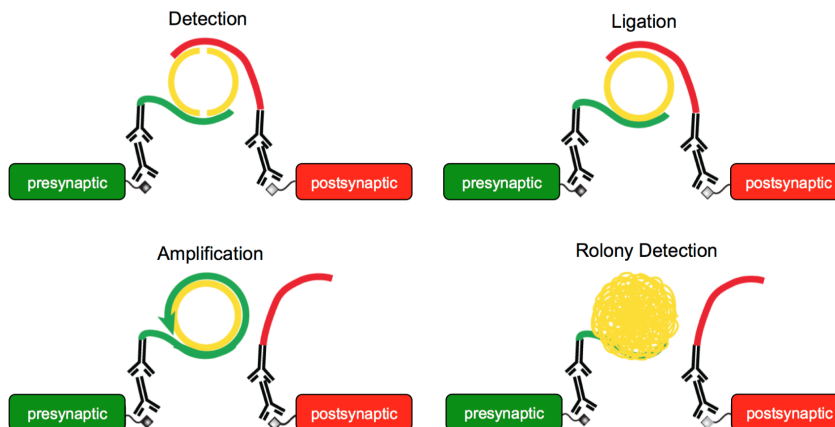 Detection
Ligation
presynaptic
postsynaptic
presynaptic
postsynaptic
Amplification
Rolony Detection
presynaptic
postsynaptic
presynaptic
postsynaptic